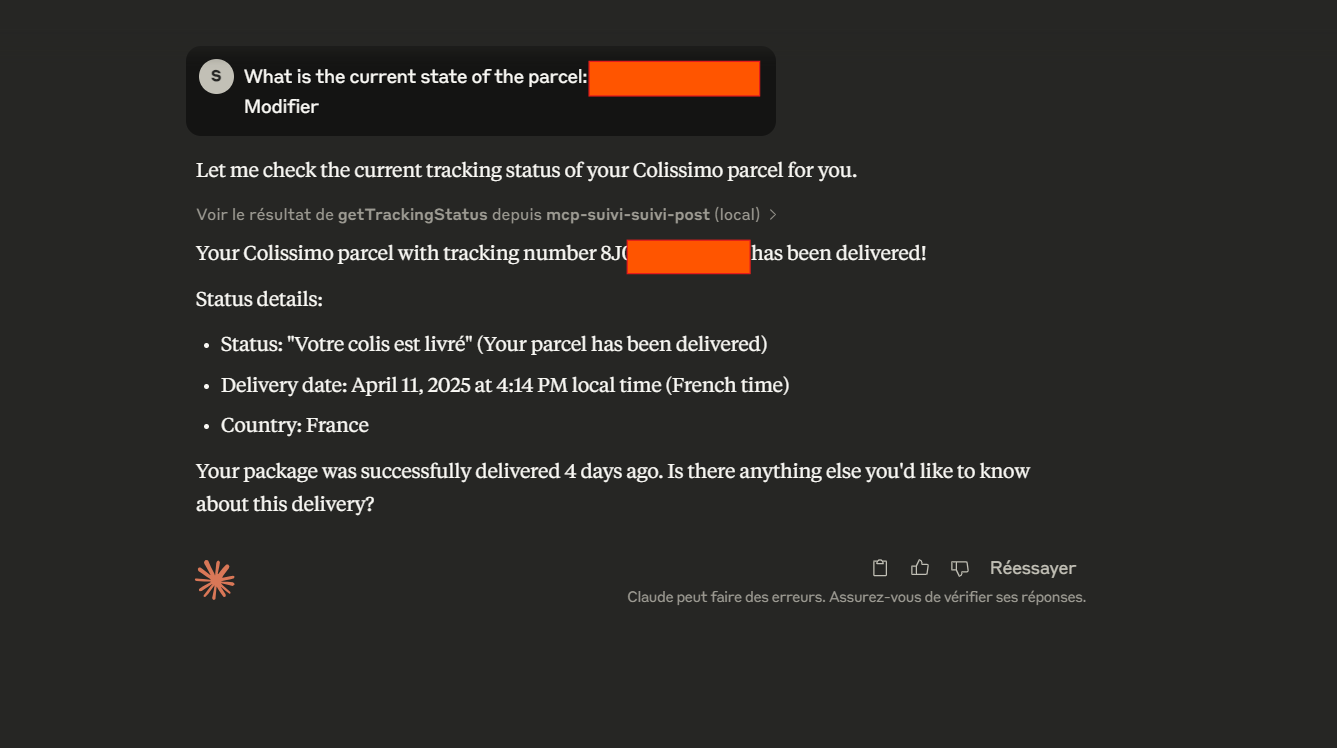 S
What is the current state of the parcel:
Modifier
Let me check the current tracking status of your Colissimo parcel for you.
Voir le résultat de getTrackingStatus depuis mcp-suivi-suivi-post (local)
Your Colissimo parcel with tracking number 8J has been delivered!
Status details:
• Status: "Votre colis est livré" (Your parcel has been delivered)
• Delivery date: April 11, 2025 at 4:14 PM local time (French time)
• Country: France
Your package was successfully delivered 4 days ago. Is there anything else you'd like to know
about this delivery?
Réessayer
Claude peut faire des erreurs. Assurez-vous de vérifier ses réponses.